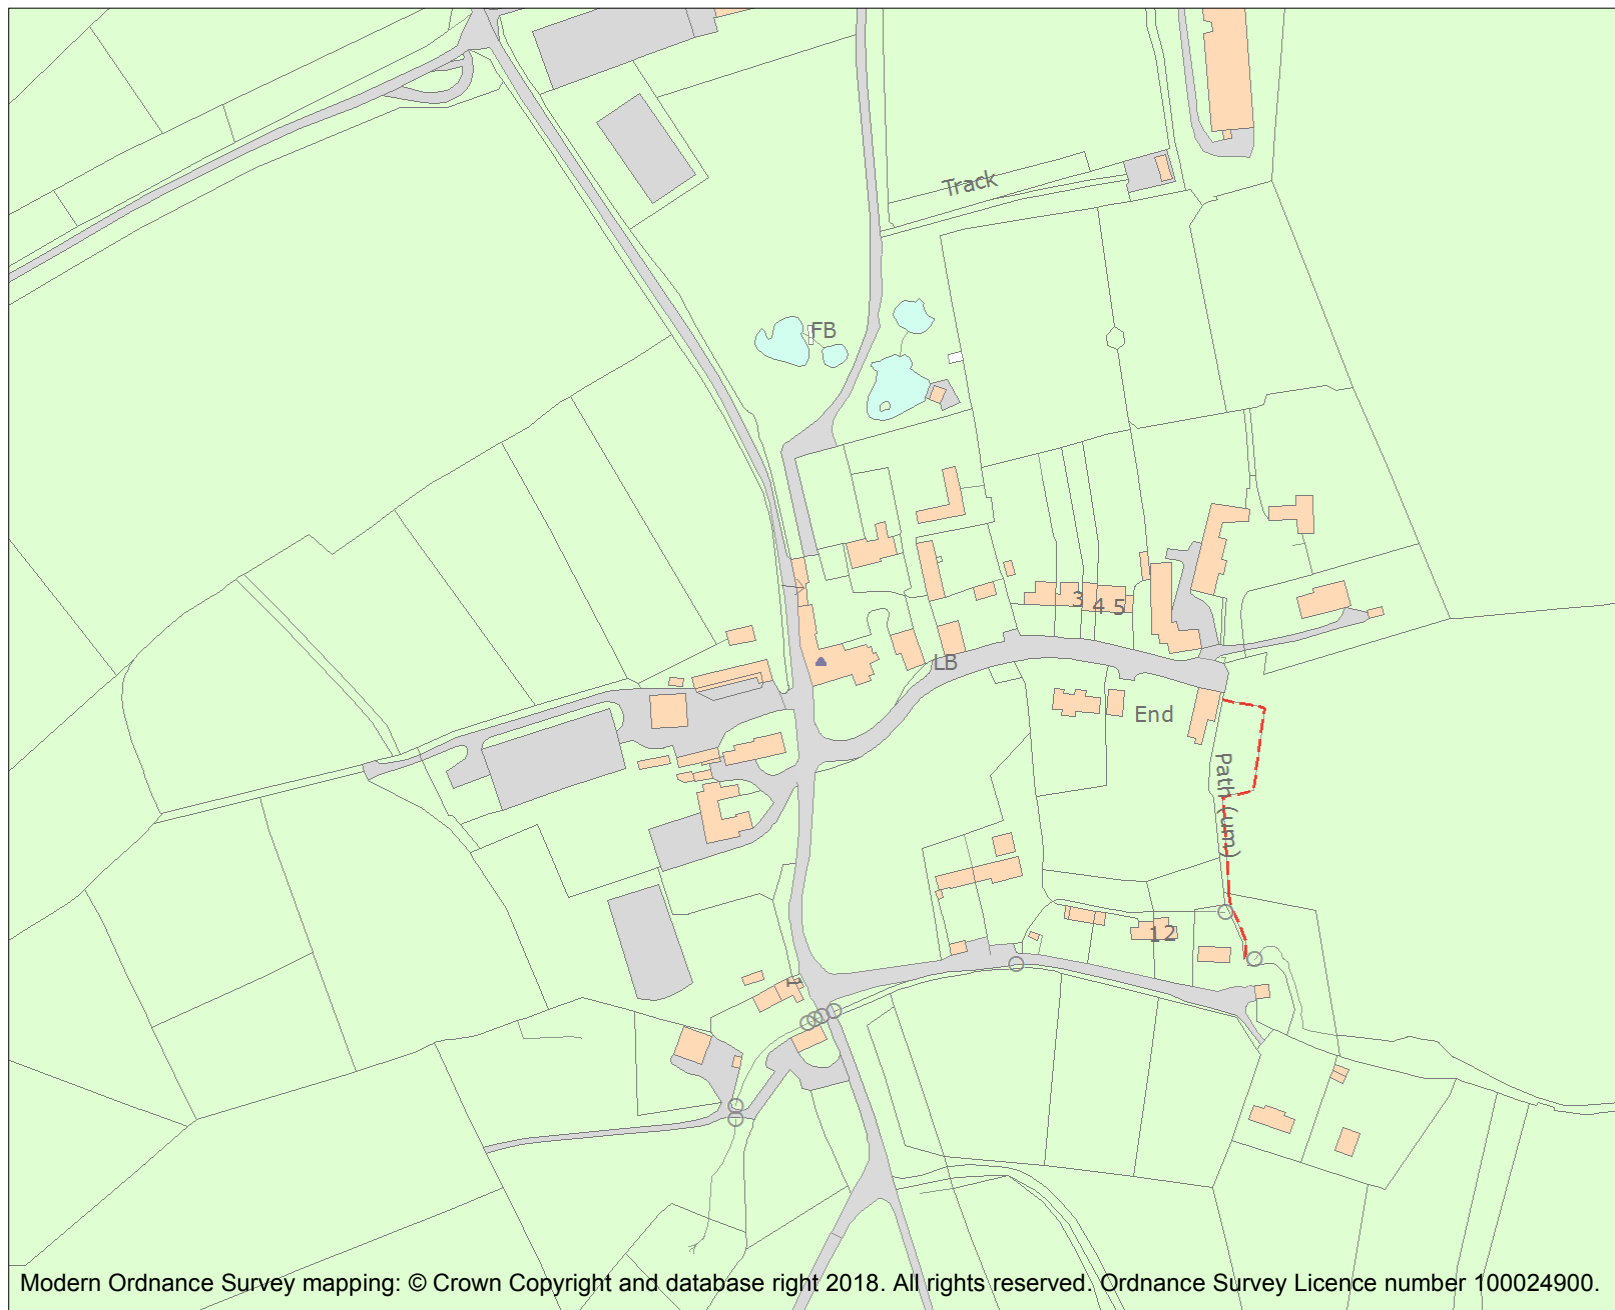 Track
FB
3
4
5
LB
End
Path (um)
12
1
Modern Ordnance Survey mapping: © Crown Copyright and database right 2018. All rights reserved. Ordnance Survey Licence number 100024900.